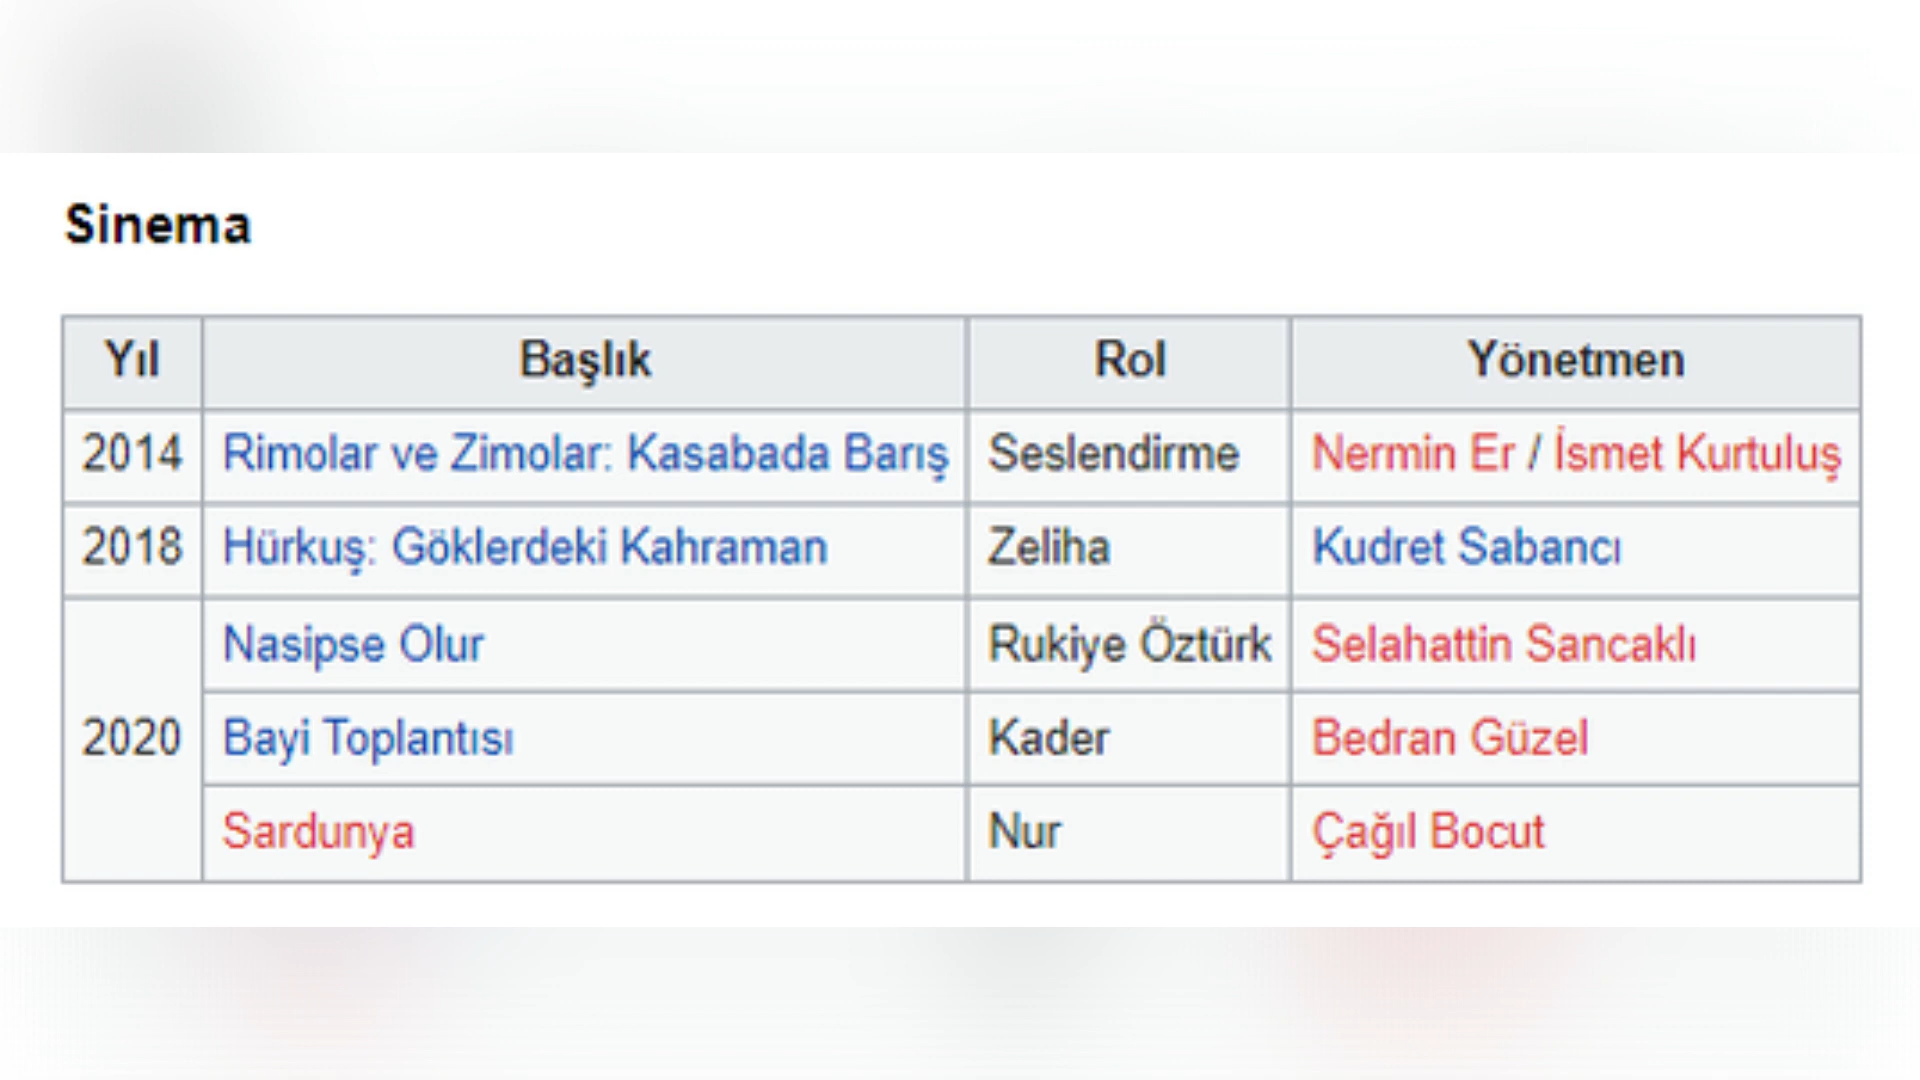 Sinema
Yıl Başlık Rol Yönetmen
2014 Rimolar ve Zimolar: Kasabada Barış Seslendirme Nermin Er / İsmet Kurtuluş
2018 Hürkuş: Göklerdeki Kahraman Zeliha Kudret Sabancı
Nasipse Olur Rukiye Öztürk Selahattin Sancaklı
2020 Bayi Toplantısı Kader Bedran Güzel
Sardunya Nur Çağıl Bocut